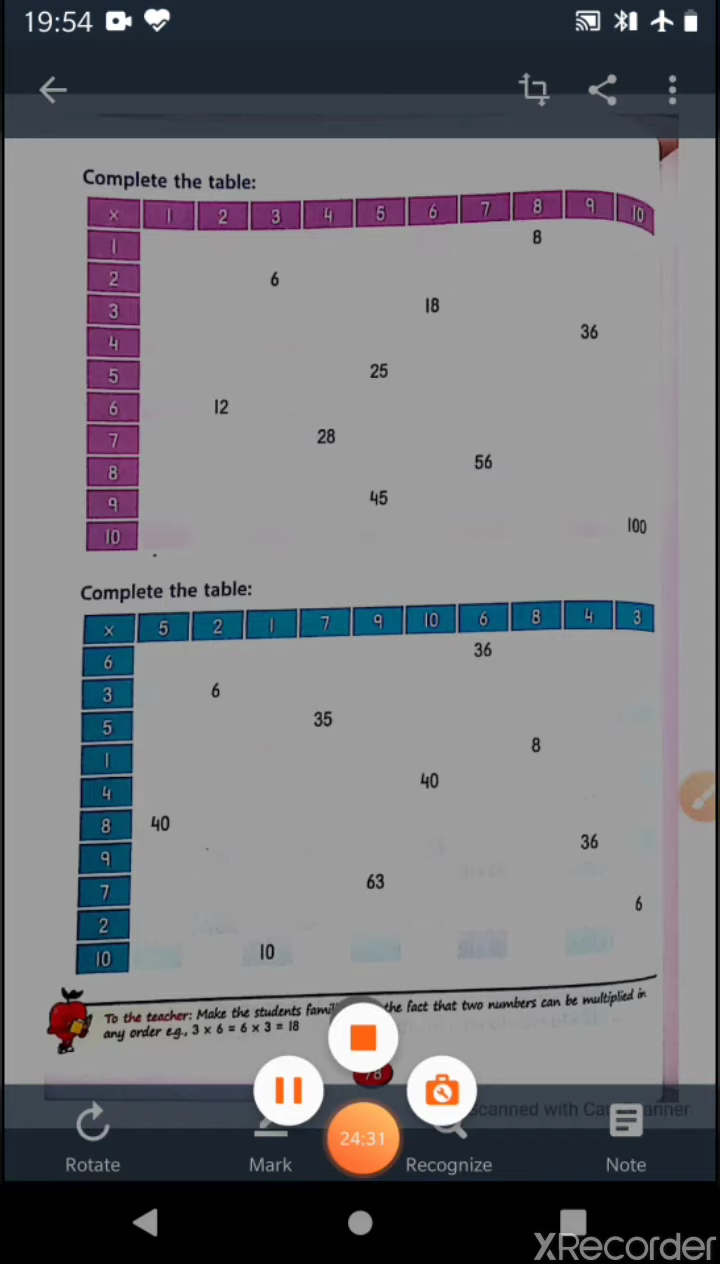 19:54
Complete the table:
x 1 2 3 4 5 6 7 8 9 10
1 8
2 6
3 18
4 36
5 25
6 12
7 28
8 56
9 45
10 100
Complete the table:
x 5 2 1 7 9 10 6 8 4 3
6 36
3 6
5 35
1 8
4 40
8 40
9 36
7 63
2 6
10 10
To the teacher: Make the students the fact that two numbers can be multiplied in
any order e.g., 3 x 6 = 6 x 3 = 18
78
Scanned with
24:31
Rotate Mark Recognize Note
XRecorder